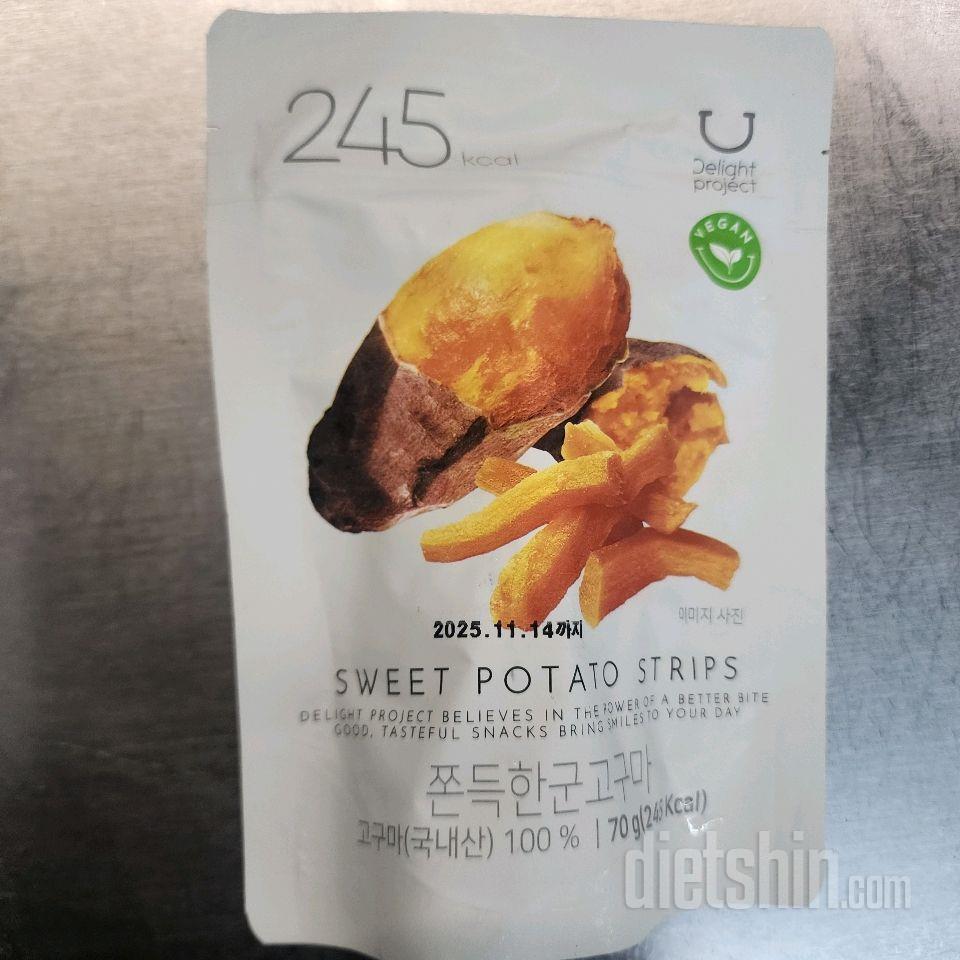 245 kcal
Delight
project
VEGAN
이미지 사진
2025.11.14까지
SWEET POTATO STRIPS
DELIGHT PROJECT BELIEVES IN THE POWER OF A BETTER BITE
GOOD, TASTEFUL SNACKS BRING SMILES TO YOUR DAY
쫀득한군고구마
고구마(국내산) 100 % | 70 g(245 Kcal)
dietshin.com